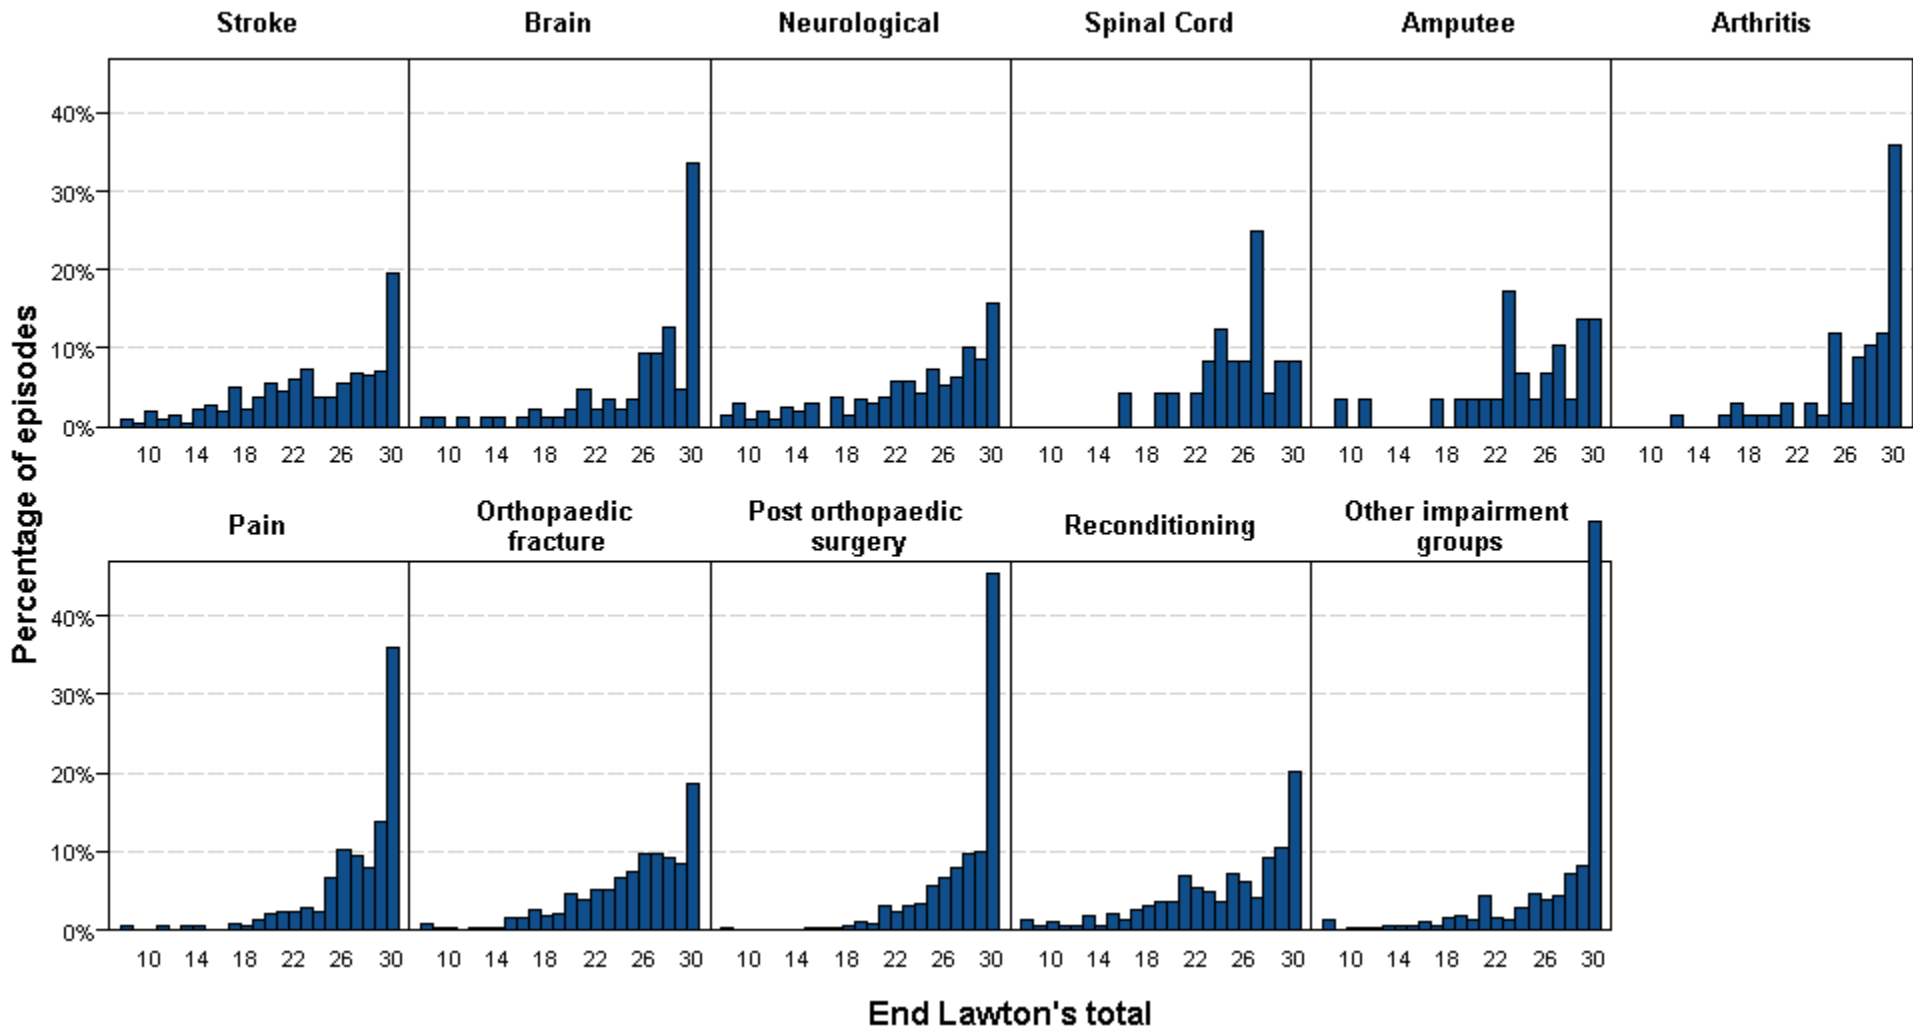 Stroke Brain Neurological Spinal Cord Amputee Arthritis
40%
30%
20%
10%
0%
10 14 18 22 26 30 10 14 18 22 26 30 10 14 18 22 26 30 10 14 18 22 26 30 10 14 18 22 26 30 10 14 18 22 26 30
Percentage of episodes
Pain
Orthopaedic
fracture
Post orthopaedic
surgery
Reconditioning
Other impairment
groups
40%
30%
20%
10%
0%
10 14 18 22 26 30 10 14 18 22 26 30 10 14 18 22 26 30 10 14 18 22 26 30 10 14 18 22 26 30
End Lawton's total